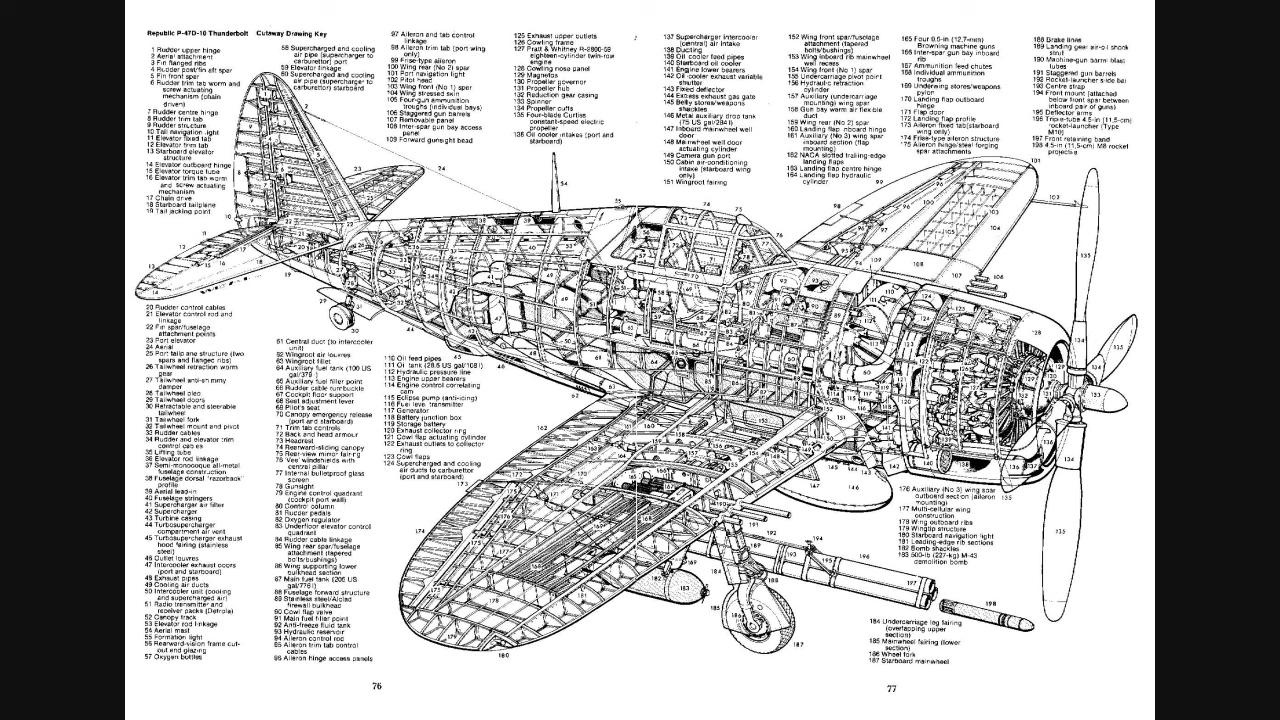 Republic P-47D-10 Thunderbolt Cutaway Drawing Key
1 Rudder upper hinge
2 Aerial attachment
3 Fin flanged ribs
4 Rudder post/fin aft spar
5 Fin front spar
6 Rudder trim tab worm and screw actuating mechanism (chain driven)
7 Rudder centre hinge
8 Rudder trim tab
9 Rudder structure
10 Tail navigation light
11 Elevator fixed tab
12 Elevator trim tab
13 Starboard elevator structure
14 Elevator outboard hinge
15 Elevator torque tube
16 Elevator trim tab worm and screw actuating mechanism
17 Chain drive
18 Starboard tailplane
19 Tail jacking point
20 Rudder control cables
21 Elevator control rod and linkage
22 Fin spar/fuselage attachment points
23 Port elevator
24 Aerial
25 Port tailplane structure (two spars and flanged ribs)
26 Tailwheel retraction worm gear
27 Tailwheel anti-shimmy damper
28 Tailwheel oleo
29 Tailwheel doors
30 Retractable and steerable tailwheel
31 Tailwheel fork
32 Tailwheel mount and pivot
33 Rudder cables
34 Rudder and elevator trim control cables
35 Lifting tube
36 Elevator rod linkage
37 Semi-monocoque all-metal fuselage construction
38 Fuselage dorsal "razorback" profile
39 Aerial lead-in
40 Fuselage stringers
41 Supercharger air filter
42 Supercharger
43 Turbine casing
44 Turbosupercharger compartment air vent
45 Turbosupercharger exhaust hood fairing (stainless steel)
46 Outlet louvres
47 Intercooler exhaust doors (port and starboard)
48 Exhaust pipes
49 Cooling air ducts
50 Intercooler unit (cooling and supercharged air)
51 Radio transmitter and receiver packs (Detrola)
52 Canopy track
53 Elevator rod linkage
54 Aerial mast
55 Formation light
56 Rearward-vision frame cut-out and glazing
57 Oxygen bottles
58 Supercharged and cooling air pipe (supercharger to carburettor) port
59 Elevator linkage
60 Supercharged and cooling air pipe (supercharger to carburettor) starboard
61 Central duct (to intercooler unit)
62 Wingroot air louvres
63 Wingroot fillet
64 Auxiliary fuel tank (100 US gal/379 l)
65 Auxiliary fuel filler point
66 Rudder cable turnbuckle
67 Cockpit floor support
68 Seat adjustment lever
69 Pilot's seat
70 Canopy emergency release (port and starboard)
71 Trim tab controls
72 Back and head armour
73 Headrest
74 Rearward-sliding canopy
75 Rear-view mirror fairing
76 'Vee' windshields with central pillar
77 Internal bulletproof glass screen
78 Gunsight
79 Engine control quadrant (cockpit port wall)
80 Control column
81 Rudder pedals
82 Oxygen regulator
83 Underfloor elevator control quadrant
84 Rudder cable linkage
85 Wing rear spar/fuselage attachment (tapered bolts/bushings)
86 Wing supporting lower bulkhead section
87 Main fuel tank (205 US gal/776 l)
88 Fuselage forward structure
89 Stainless steel/Alclad firewall bulkhead
90 Cowl flap valve
91 Main fuel filler point
92 Anti-freeze fluid tank
93 Hydraulic reservoir
94 Aileron control rod
95 Aileron trim tab control cables
96 Aileron hinge access panels
97 Aileron and tab control linkage
98 Aileron trim tab (port wing only)
99 Frise-type aileron
100 Wing rear (No 2) spar
101 Port navigation light
102 Pitot head
103 Wing front (No 1) spar
104 Wing stressed skin
105 Four-gun ammunition troughs (individual bays)
106 Staggered gun barrels
107 Removable panel
108 Inter-spar gun bay access panel
109 Forward gunsight bead
110 Oil feed pipes
111 Oil tank (28.6 US gal/108 l)
112 Hydraulic pressure line
113 Engine upper bearers
114 Engine control correlating cam
115 Eclipse pump (anti-icing)
116 Fuel level transmitter
117 Generator
118 Battery junction box
119 Storage battery
120 Exhaust collector ring
121 Cowl flap actuating cylinder
122 Exhaust outlets to collector ring
123 Cowl flaps
124 Supercharged and cooling air ducts to carburettor (port and starboard)
125 Exhaust upper outlets
126 Cowling frame
127 Pratt & Whitney R-2800-59 eighteen-cylinder twin-row engine
128 Cowling nose panel
129 Magnetos
130 Propeller governor
131 Propeller hub
132 Reduction gear casing
133 Spinner
134 Propeller cuffs
135 Four-blade Curtiss constant-speed electric propeller
136 Oil cooler intakes (port and starboard)
137 Supercharger intercooler (central) air intake
138 Ducting
139 Oil cooler feed pipes
140 Starboard oil cooler
141 Engine lower bearers
142 Oil cooler exhaust variable shutter
143 Fixed deflector
144 Excess exhaust gas gate
145 Belly stores/weapons shackles
146 Metal auxiliary drop tank (75 US gal/284 l)
147 Inboard mainwheel well door
148 Mainwheel well door actuating cylinder
149 Camera gun port
150 Cabin air-conditioning intake (starboard wing only)
151 Wingroot fairing
152 Wing front spar/fuselage attachment (tapered bolts/bushings)
153 Wing inboard rib mainwheel well recess
154 Wing front (No 1) spar
155 Undercarriage pivot point
156 Hydraulic retraction cylinder
157 Auxiliary (undercarriage mounting) wing spar
158 Gun bay warm air flexible duct
159 Wing rear (No 2) spar
160 Landing flap inboard hinge
161 Auxiliary (No 3) wing spar inboard section (flap mounting)
162 NACA slotted trailing-edge landing flaps
163 Landing flap centre hinge
164 Landing flap hydraulic cylinder
165 Four 0.5-in (12,7-mm) Browning machine guns
166 Inter-spar gun bay inboard rib
167 Ammunition feed chutes
168 Individual ammunition troughs
169 Underwing stores/weapons pylon
170 Landing flap outboard hinge
171 Flap door
172 Landing flap profile
173 Aileron fixed tab (starboard wing only)
174 Frise-type aileron structure
175 Aileron hinge/steel forging spar attachments
176 Auxiliary (No 3) wing spar outboard section (aileron mounting)
177 Multi-cellular wing construction
178 Wing outboard ribs
179 Wingtip structure
180 Starboard navigation light
181 Leading-edge rib sections
182 Bomb shackles
183 500-lb (227-kg) M-43 demolition bomb
184 Undercarriage leg fairing (overlapping upper section)
185 Mainwheel fairing (lower section)
186 Wheel fork
187 Starboard mainwheel
188 Brake lines
189 Landing gear air-oil shock strut
190 Machine-gun barrel blast tubes
191 Staggered gun barrels
192 Rocket-launcher slide bar
193 Centre strap
194 Front mount (attached below front spar between inboard pair of guns)
195 Deflector arms
196 Triple-tube 4.5-in (11,5-cm) rocket-launcher (Type M10)
197 Front retaining band
198 4.5-in (11,5-cm) M8 rocket projectile
76
77